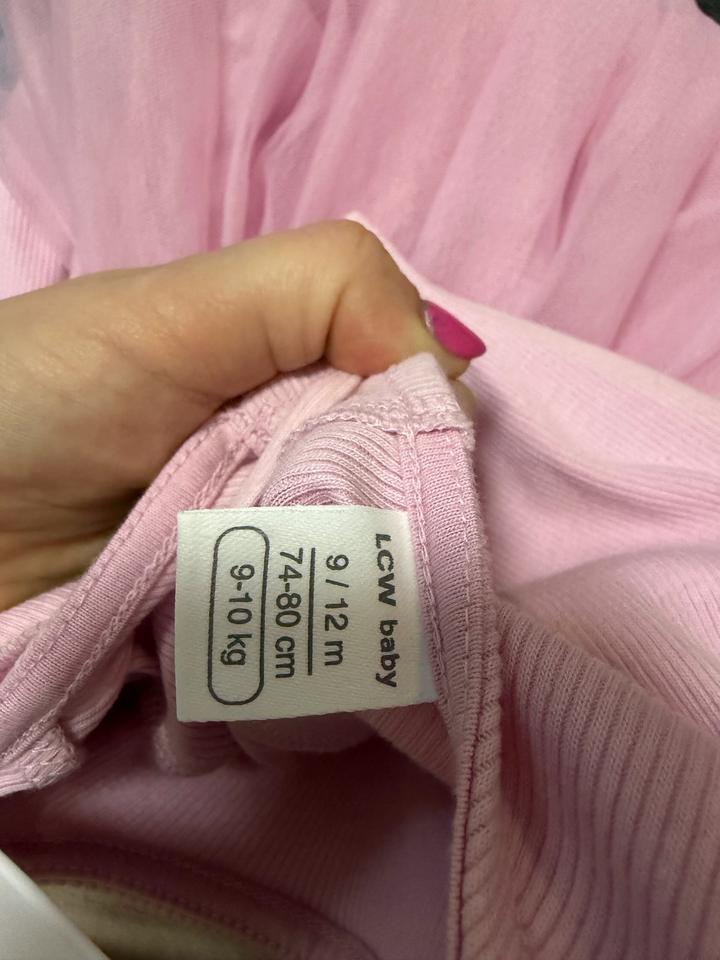 LCW baby
9 / 12 m
74-80 cm
9-10 kg